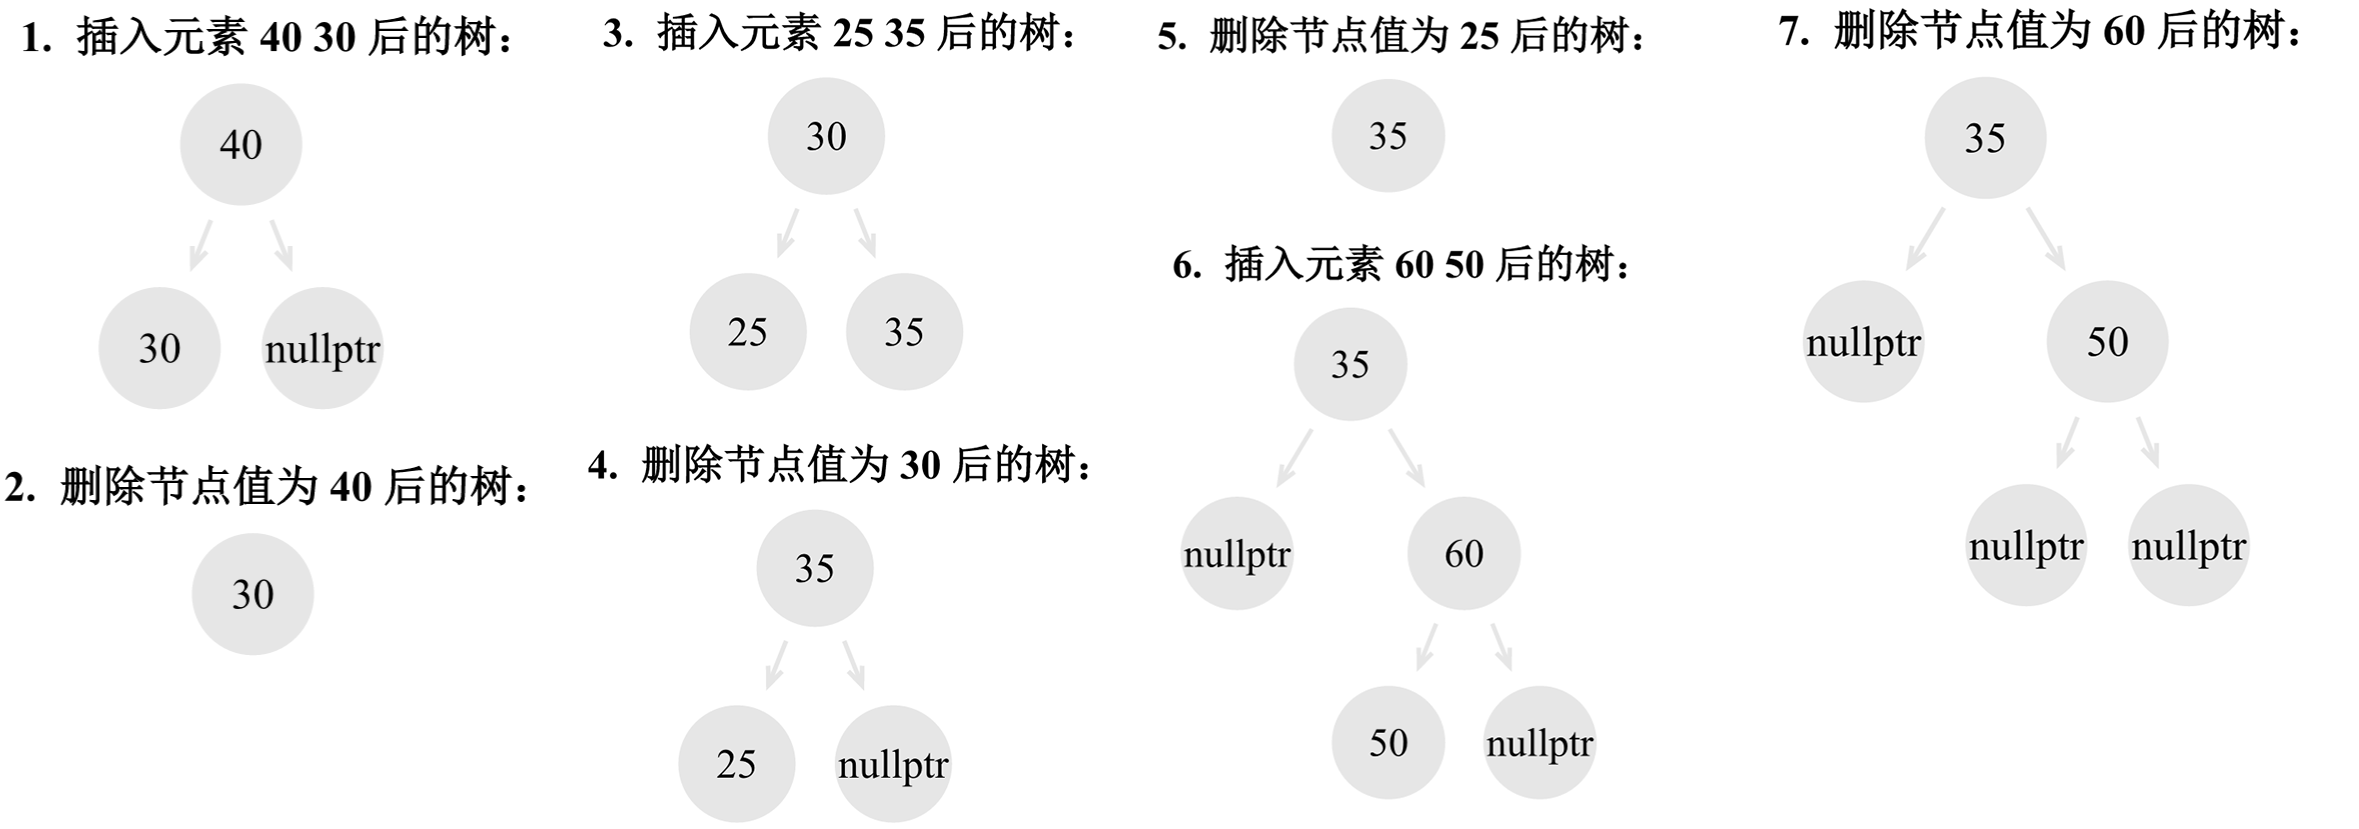 1. 插入元素 40 30 后的树：
40
30 nullptr
2. 删除节点值为 40 后的树：
30
3. 插入元素 25 35 后的树：
30
25 35
4. 删除节点值为 30 后的树：
35
25 nullptr
5. 删除节点值为 25 后的树：
35
6. 插入元素 60 50 后的树：
35
nullptr 60
50 nullptr
7. 删除节点值为 60 后的树：
35
nullptr 50
nullptr nullptr